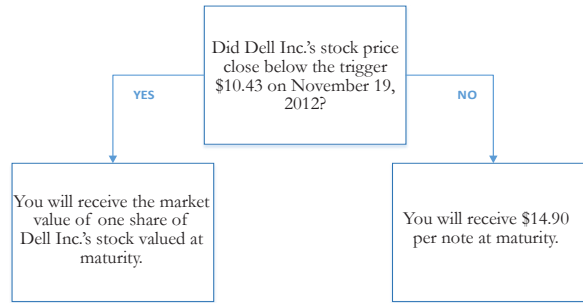 Did Dell Inc.'s stock price
close below the trigger
$10.43 on November 19,
2012?
YES
NO
You will receive the market
value of one share of
Dell Inc.'s stock valued at
maturity.
You will receive $14.90
per note at maturity.